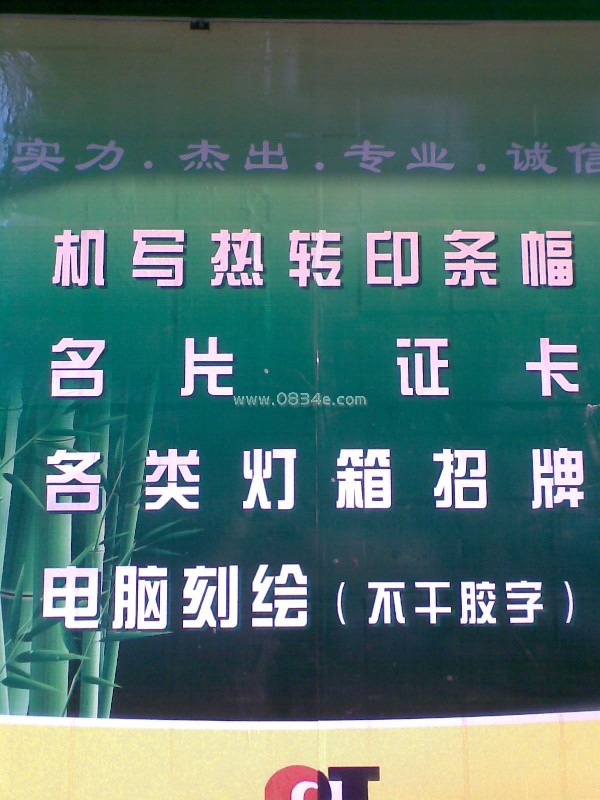 实力.杰出.专业.诚信
机写热转印条幅
名片 证卡
www.0834e.com
各类灯箱招牌
电脑刻绘(不干胶字)